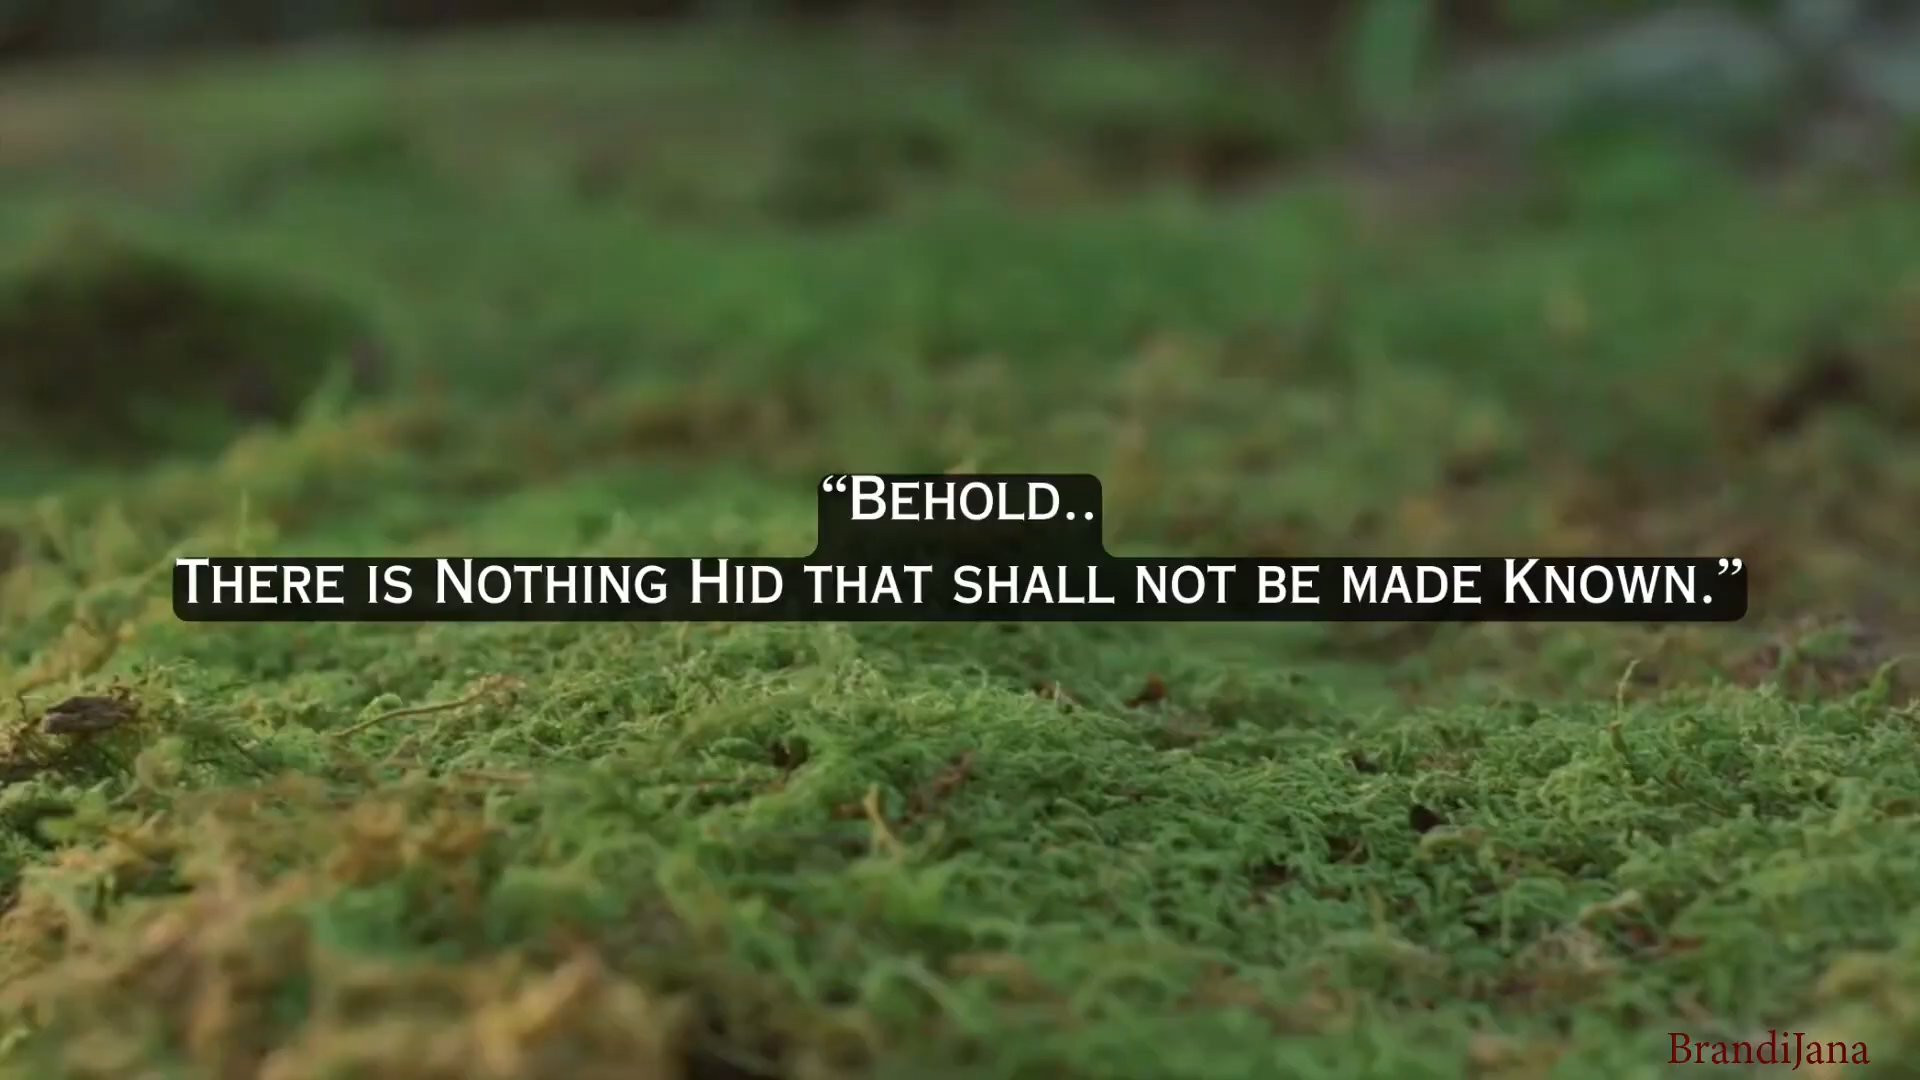 “Behold..
There is Nothing Hid that shall not be made Known.”
BrandiJana